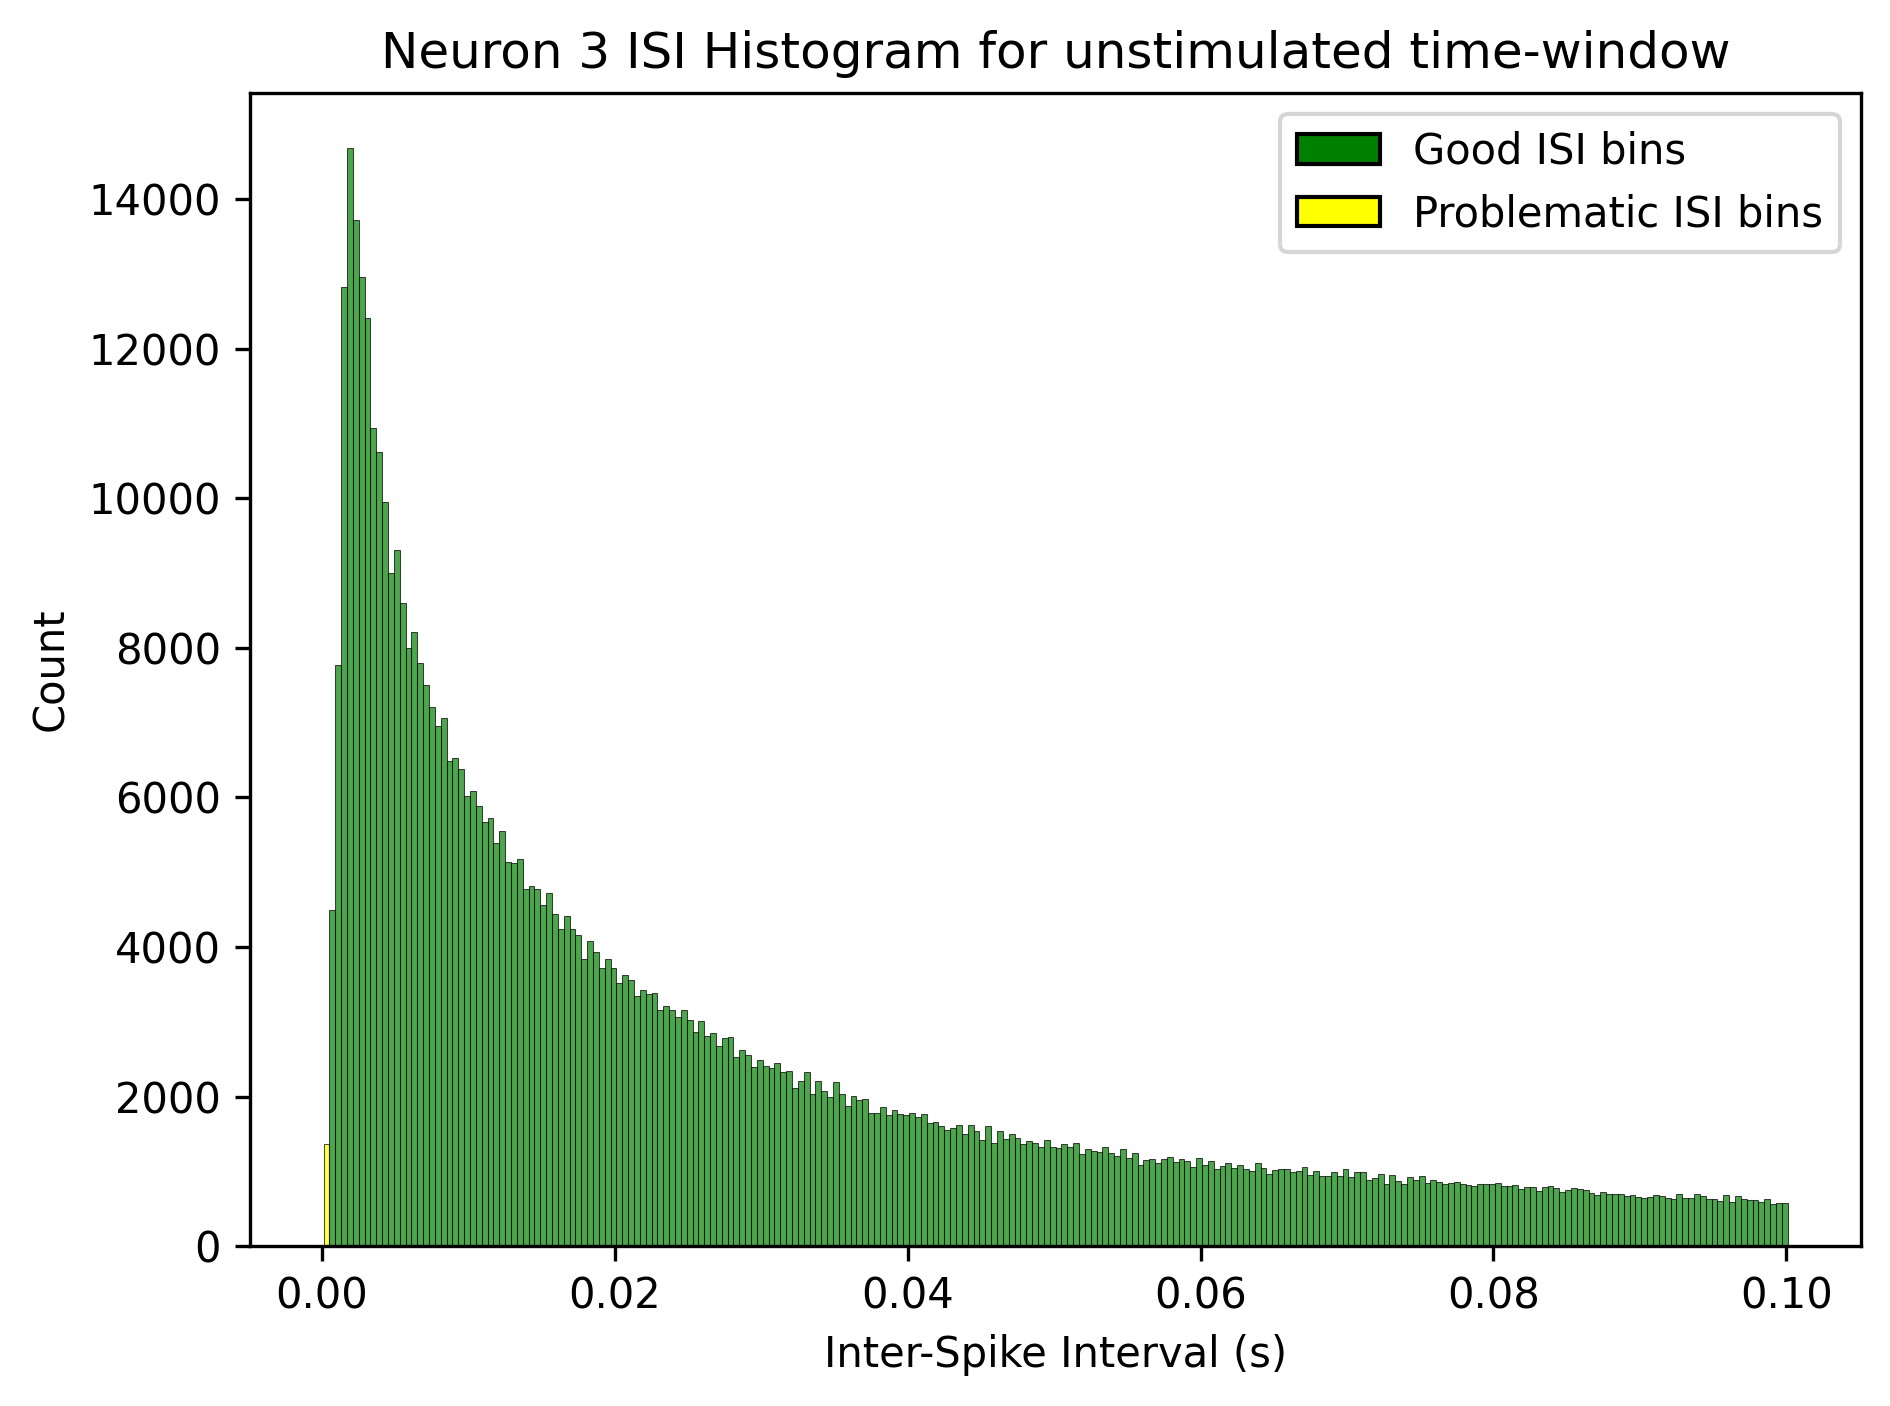 Neuron 3 ISI Histogram for unstimulated time-window
Good ISI bins
Problematic ISI bins
14000
12000
10000
8000
6000
4000
2000
0
Count
0.00 0.02 0.04 0.06 0.08 0.10
Inter-Spike Interval (s)